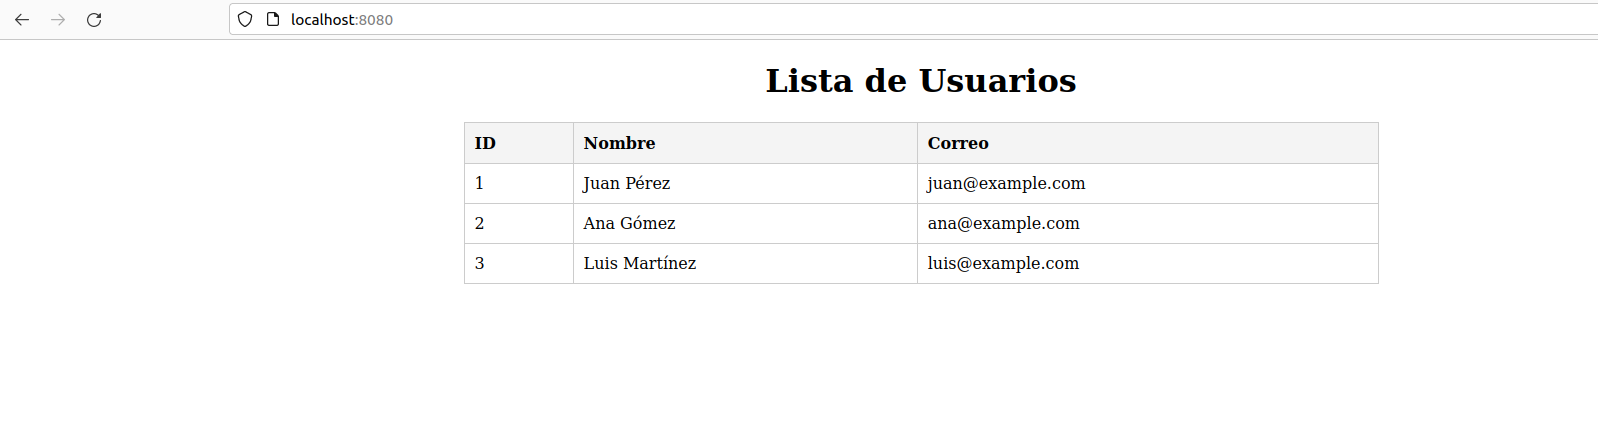 localhost:8080
Lista de Usuarios
ID Nombre Correo
1 Juan Pérez juan@example.com
2 Ana Gómez ana@example.com
3 Luis Martínez luis@example.com